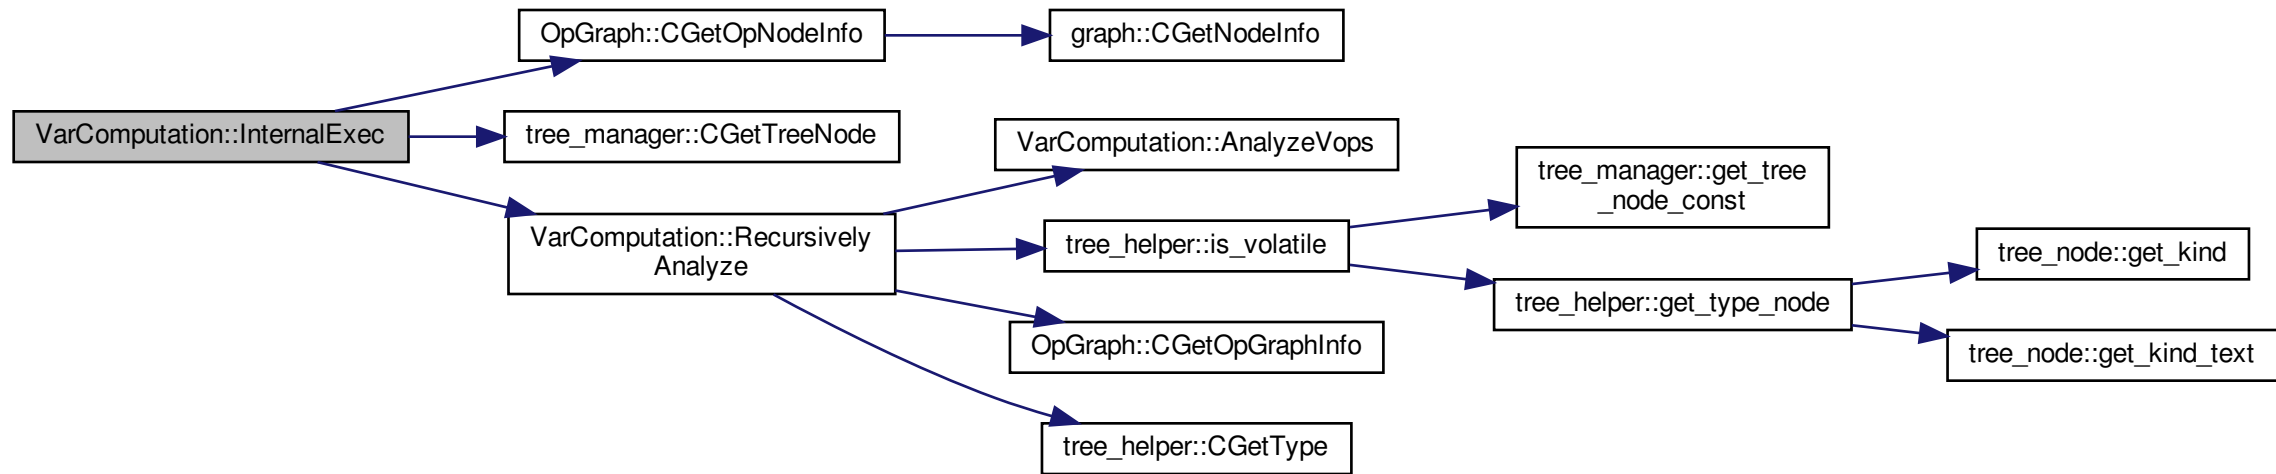 OpGraph::CGetOpNodeInfo
graph::CGetNodeInfo
VarComputation::InternalExec
tree_manager::CGetTreeNode
VarComputation::AnalyzeVops
tree_manager::get_tree
_node_const
VarComputation::Recursively
Analyze
tree_helper::is_volatile
tree_node::get_kind
tree_helper::get_type_node
OpGraph::CGetOpGraphInfo
tree_node::get_kind_text
tree_helper::CGetType